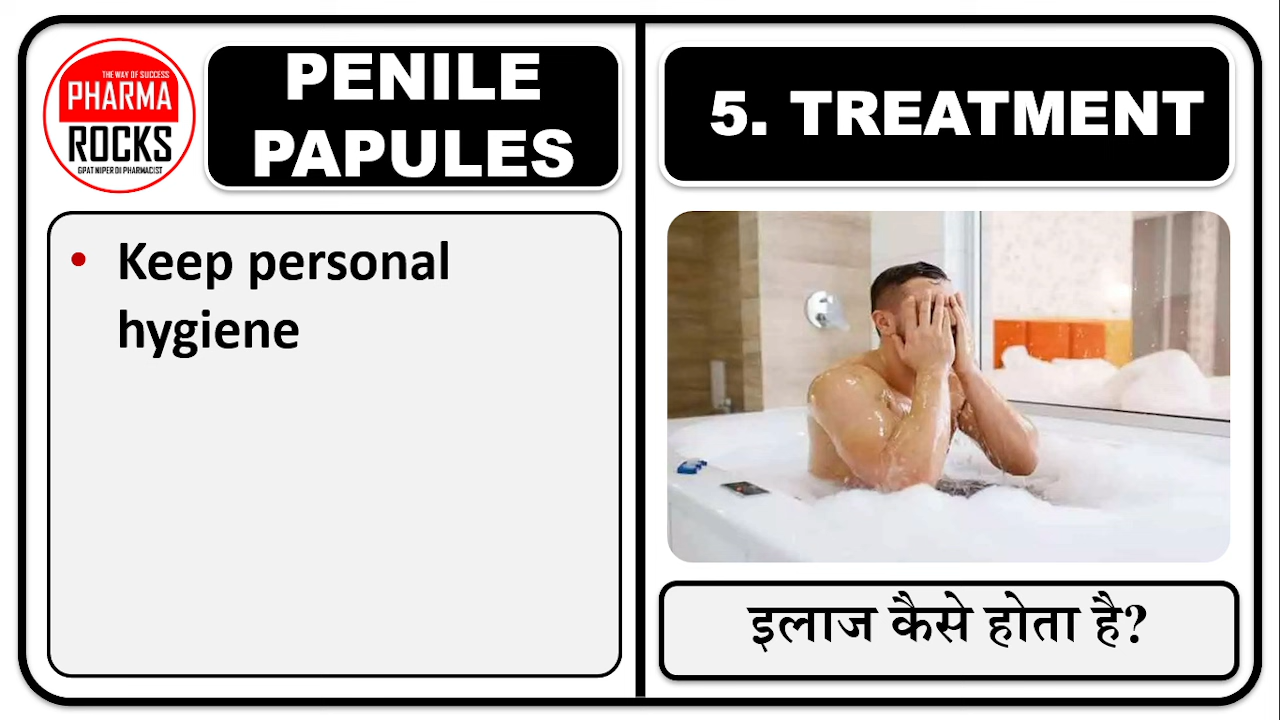 THE WAY OF SUCCESS
PHARMA
ROCKS
GPAT NIPER DI PHARMACIST
PENILE
PAPULES
5. TREATMENT
• Keep personal
hygiene
इलाज कैसे होता है?